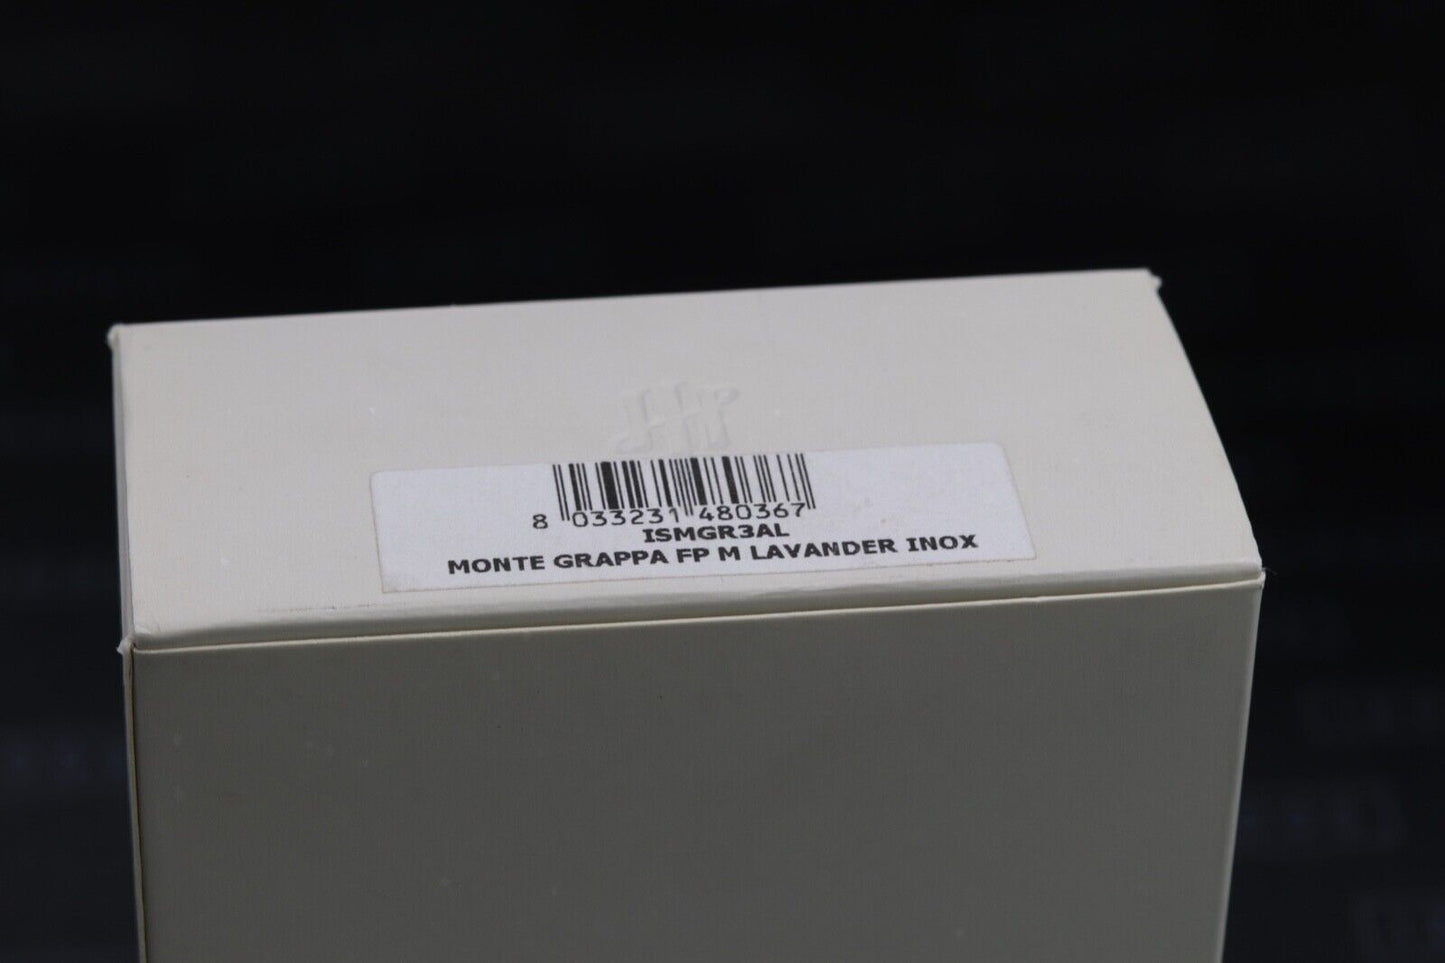 8 033231 480367
ISMGR3AL
MONTE GRAPPA FP M LAVANDER INOX